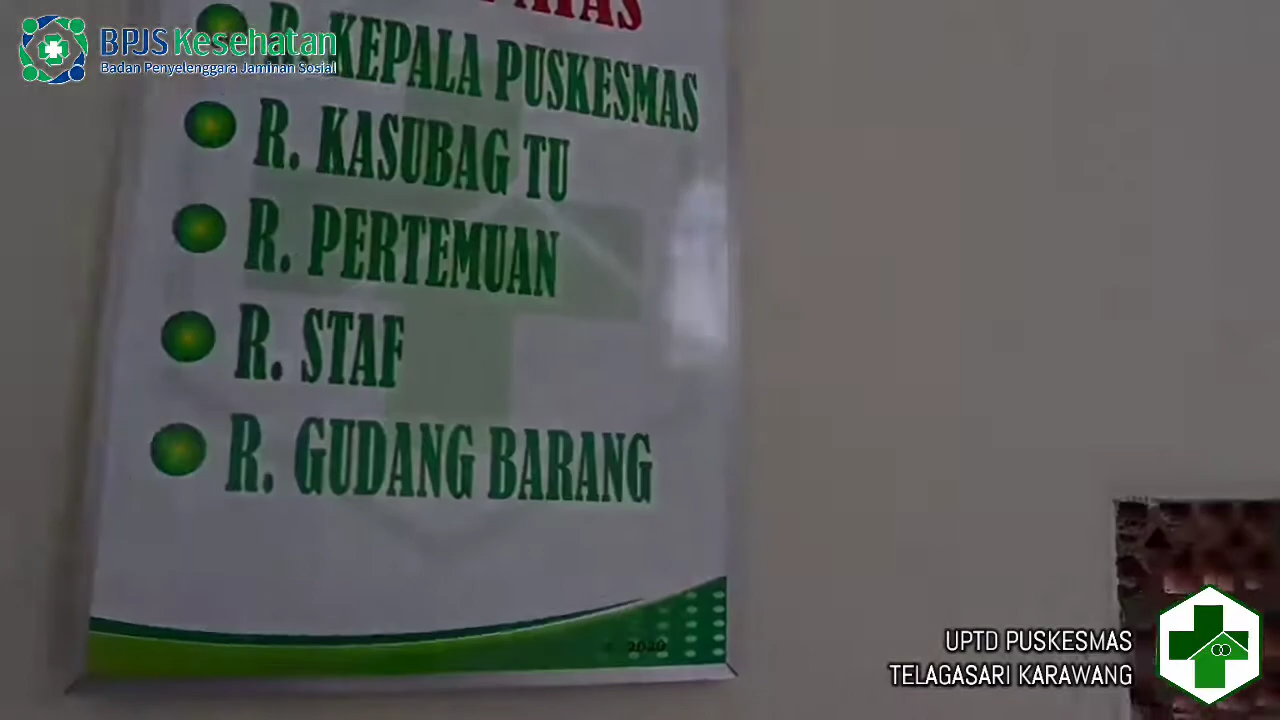 BPJS Kesehatan
Badan Penyelenggara Jaminan Sosial
R. KEPALA PUSKESMAS
R. KASUBAG TU
R. PERTEMUAN
R. STAF
R. GUDANG BARANG
2020
UPTD PUSKESMAS
TELAGASARI KARAWANG